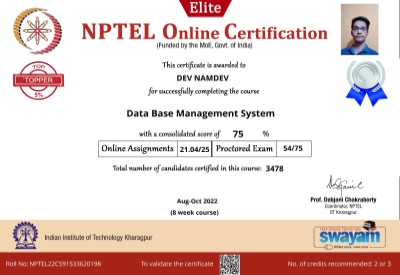 Elite
NPTEL Online Certification
(Funded by the MoE, Govt. of India)
TOP
TOPPER
5%
This certificate is awarded to
DEV NAMDEV
for successfully completing the course
Data Base Management System
with a consolidated score of 75 %
Online Assignments 21.04/25 Proctored Exam 54/75
Total number of candidates certified in this course: 3478
Aug-Oct 2022
(8 week course)
Prof. Debjani Chakraborty
Coordinator, NPTEL
IIT Kharagpur
Indian Institute of Technology Kharagpur
swayam
Roll No: NPTEL22CS91S33620198 To validate the certificate No. of credits recommended: 2 or 3